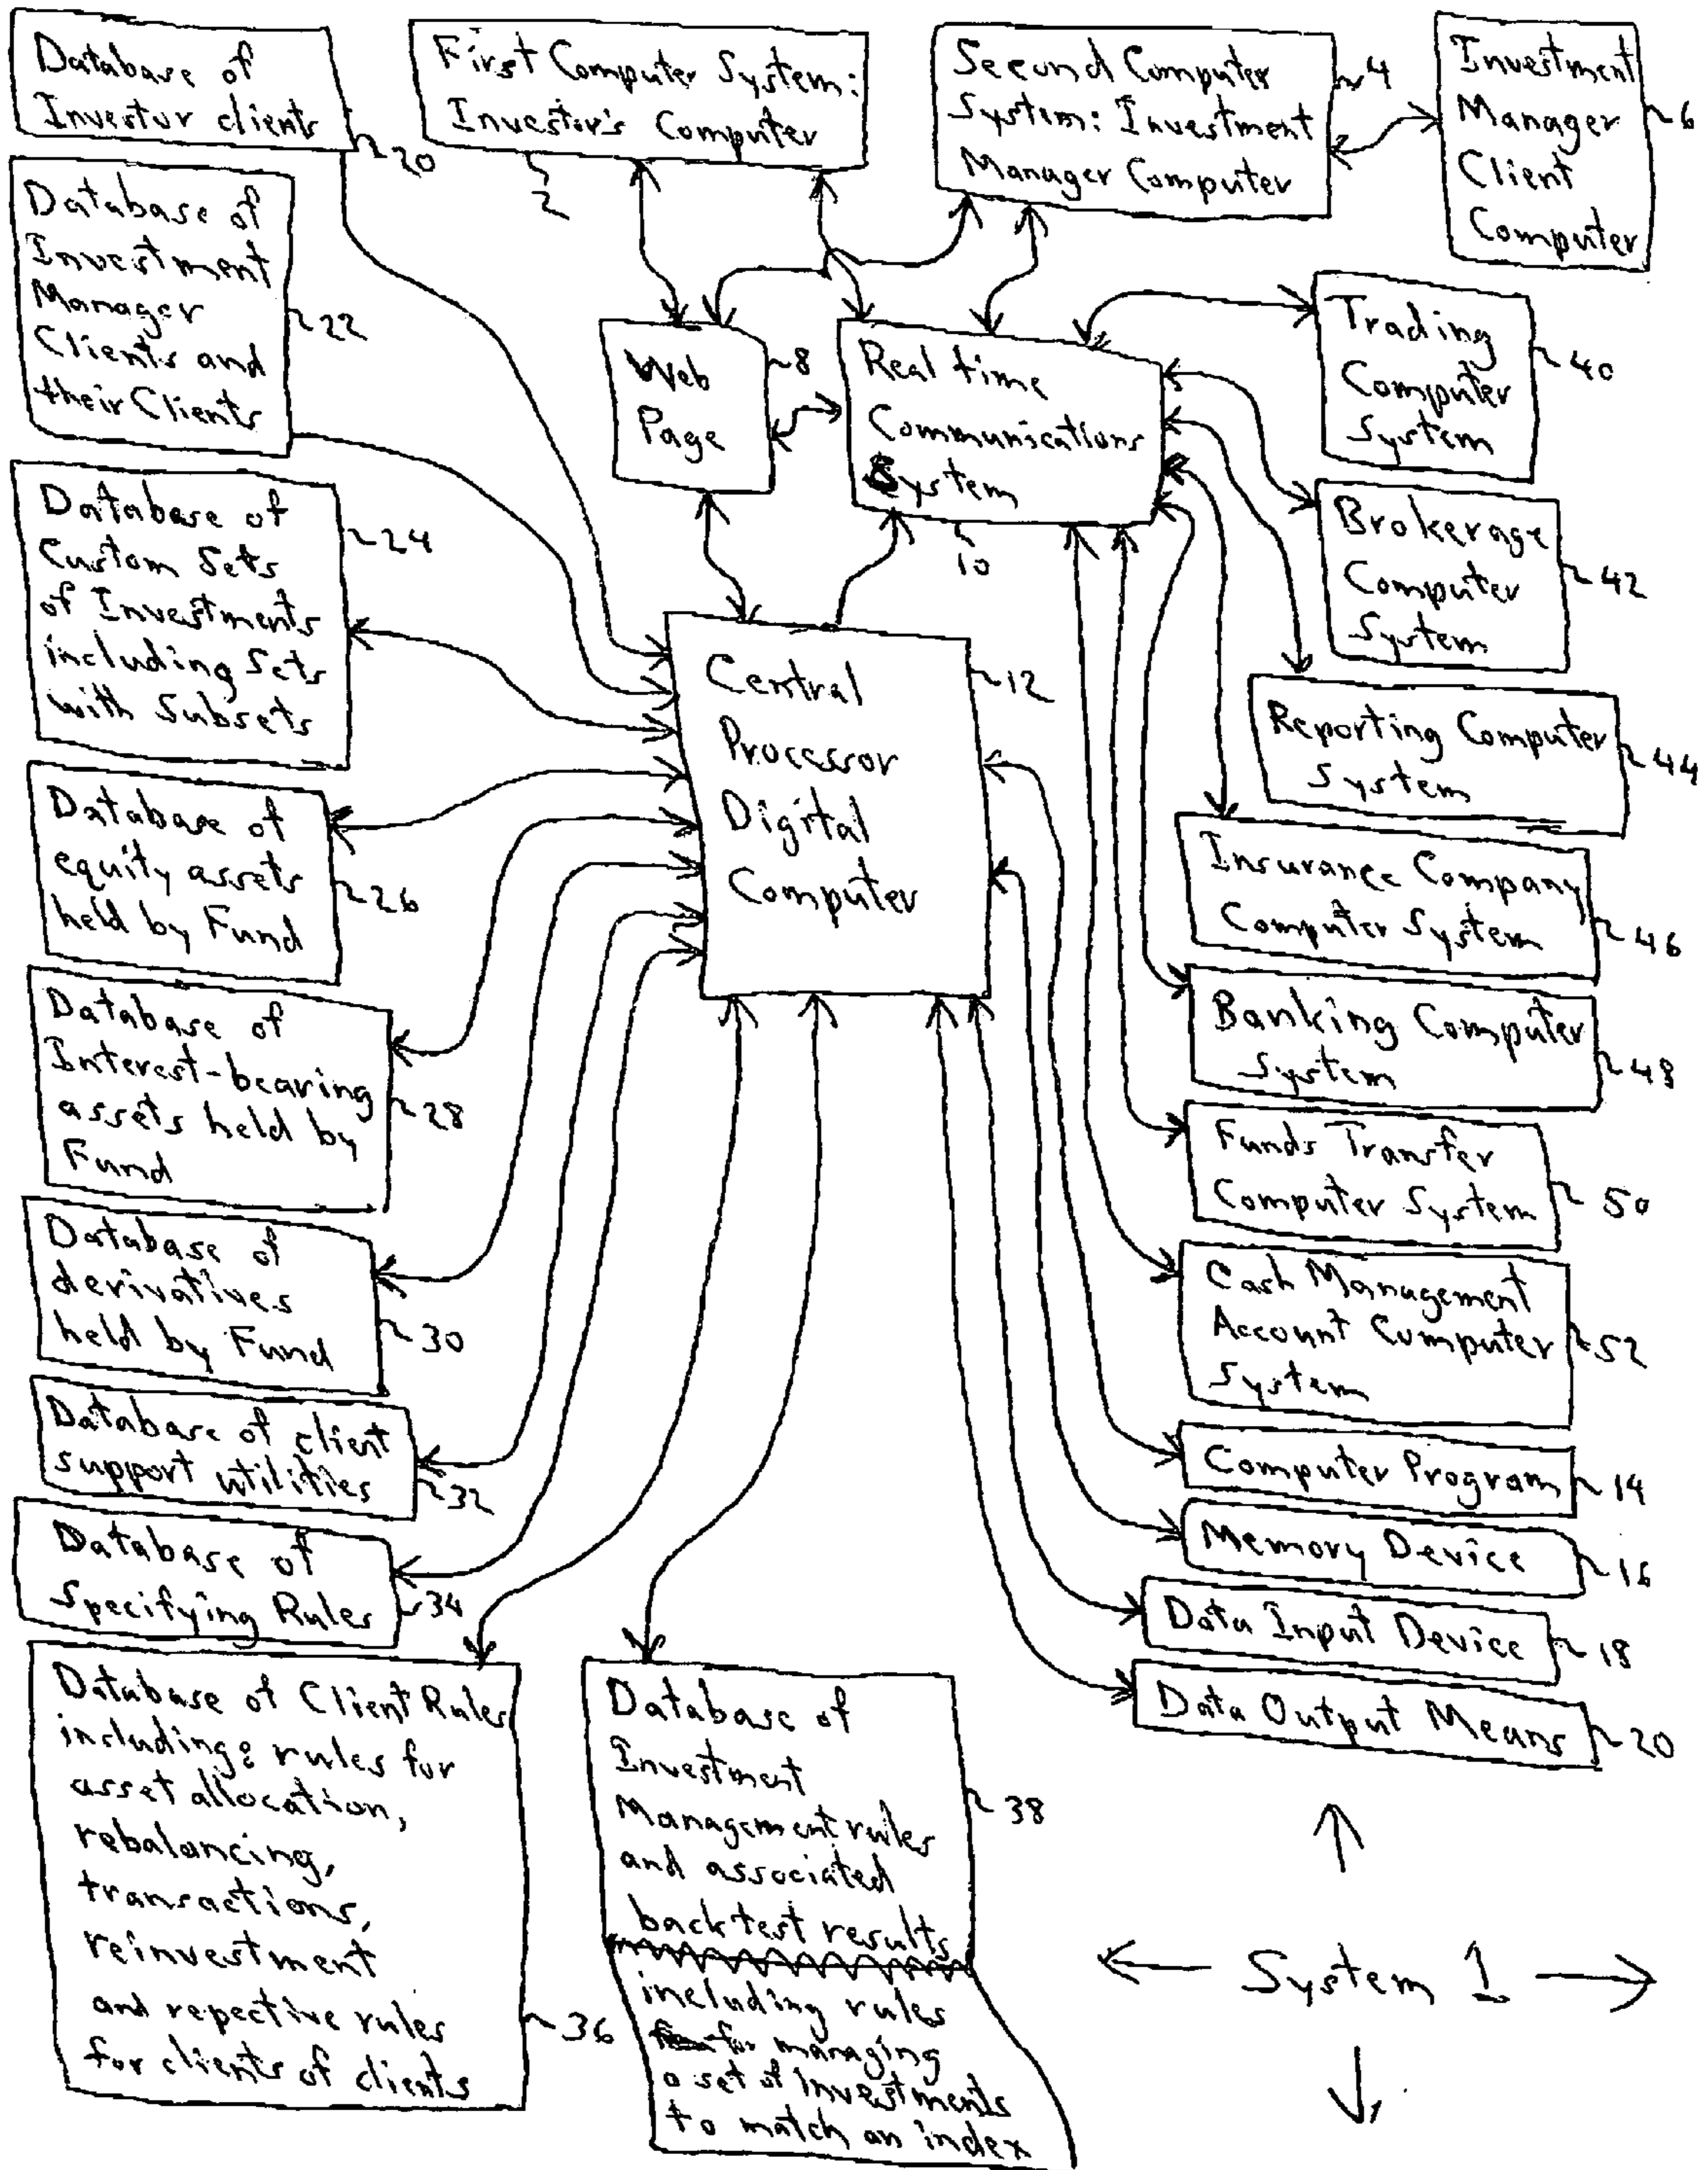 Database of
Investor clients
20
First Computer System:
Investor's Computer
2
Second Computer
System: Investment
Manager Computer
4
Investment
Manager
Client
Computer
6
Database of
Investment
Manager
Clients and
their Clients
22
Web
Page
8
Real time
Communications
System
10
Trading
Computer
System
40
Database of
Custom Sets
of Investments
including Sets
with Subsets
24
Brokerage
Computer
System
42
Central
Processor
Digital
Computer
12
Reporting Computer
System
44
Database of
equity assets
held by Fund
26
Insurance Company
Computer System
46
Database of
Interest-bearing
assets held by
Fund
28
Banking Computer
System
48
Funds Transfer
Computer System
50
Database of
derivatives
held by Fund
30
Cash Management
Account Computer
System
52
Database of client
support utilities
32
Computer Program
14
Database of
Specifying Rules
34
Memory Device
16
Data Input Device
18
Data Output Means
20
Database of Client Rules
including: rules for
asset allocation,
rebalancing,
transactions,
reinvestment
and repective rules
for clients of clients
36
Database of
Investment
Management rules
and associated
backtest results
including rules
for managing
a set of investments
to match an index
38
System 1